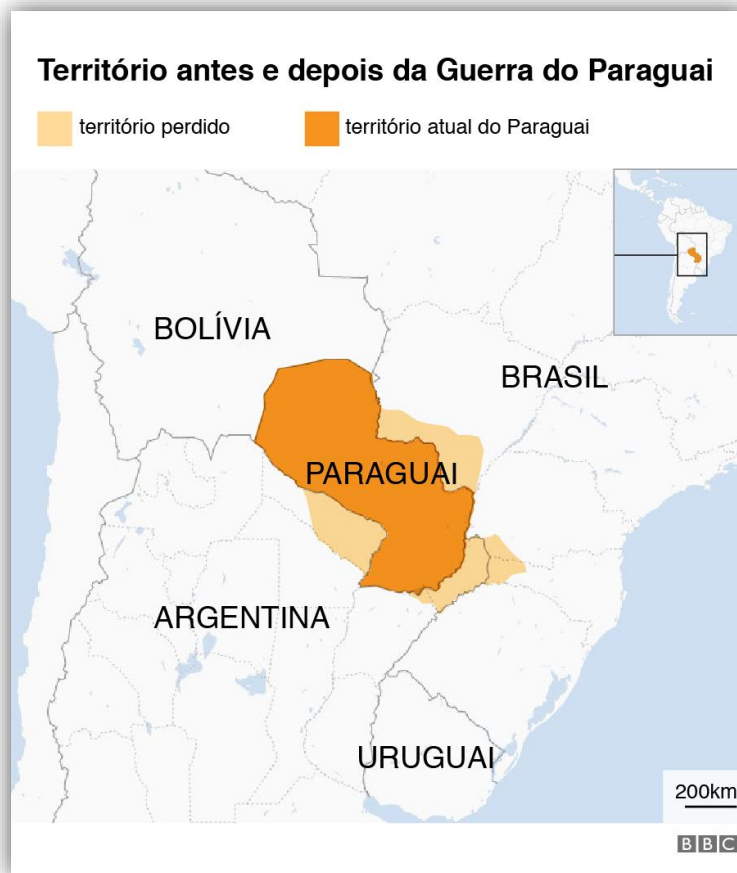 Território antes e depois da Guerra do Paraguai
território perdido
território atual do Paraguai
BOLÍVIA
BRASIL
PARAGUAI
ARGENTINA
URUGUAI
200km
BBC